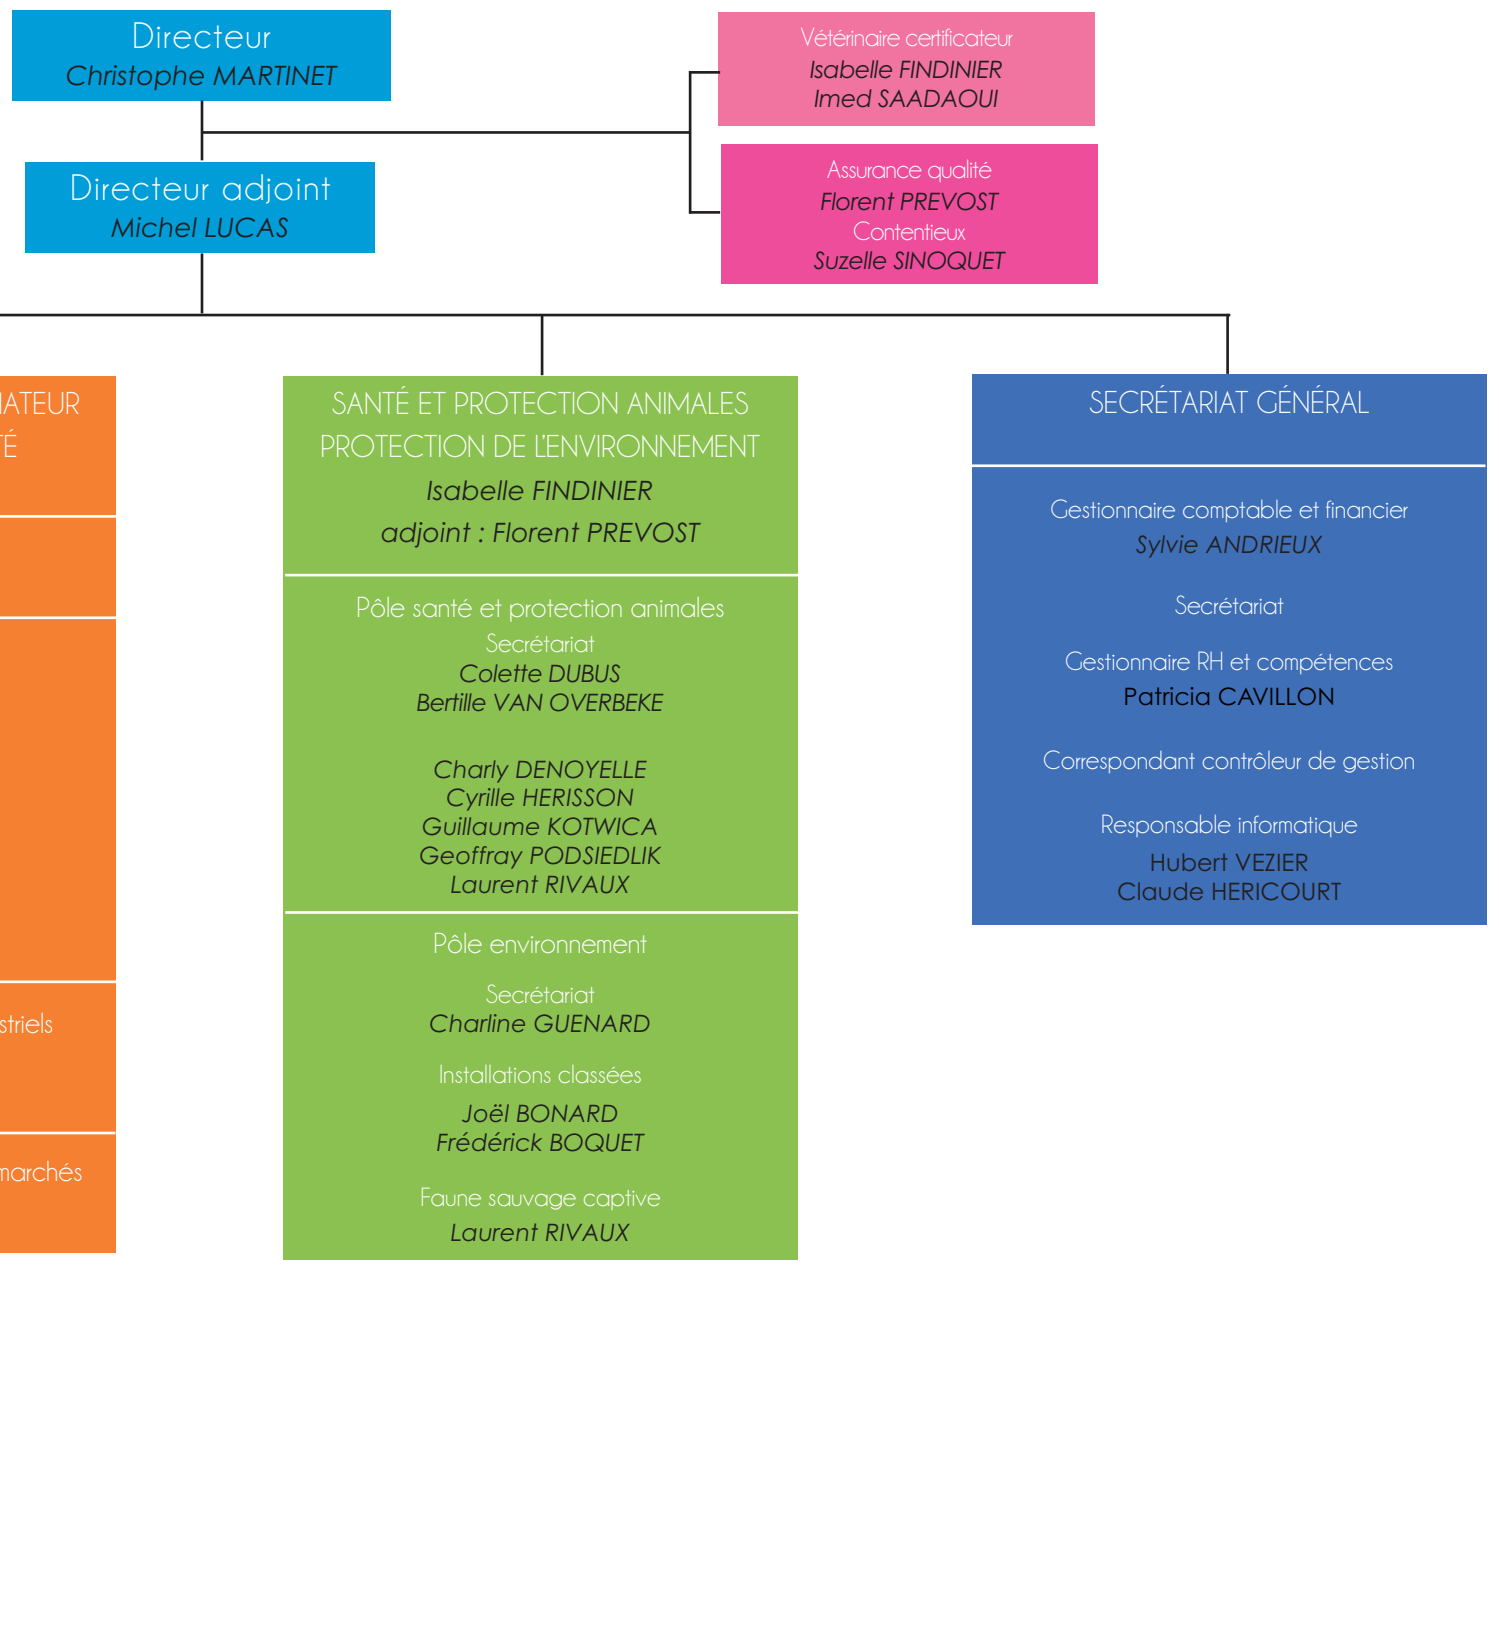 Directeur
Christophe MARTINET
Vétérinaire certificateur
Isabelle FINDINIER
Imed SAADAOUI
Directeur adjoint
Michel LUCAS
Assurance qualité
Florent PREVOST
Contentieux
Suzelle SINOQUET
SANTÉ ET PROTECTION ANIMALES
PROTECTION DE L'ENVIRONNEMENT
Isabelle FINDINIER
adjoint : Florent PREVOST
Pôle santé et protection animales
Secrétariat
Colette DUBUS
Bertille VAN OVERBEKE
Charly DENOYELLE
Cyrille HERISSON
Guillaume KOTWICA
Geoffray PODSIEDLIK
Laurent RIVAUX
Pôle environnement
Secrétariat
Charline GUENARD
Installations classées
Joël BONARD
Frédérick BOQUET
Faune sauvage captive
Laurent RIVAUX
SECRÉTARIAT GÉNÉRAL
Gestionnaire comptable et financier
Sylvie ANDRIEUX
Secrétariat
Gestionnaire RH et compétences
Patricia CAVILLON
Correspondant contrôleur de gestion
Responsable informatique
Hubert VEZIER
Claude HERICOURT
marchés